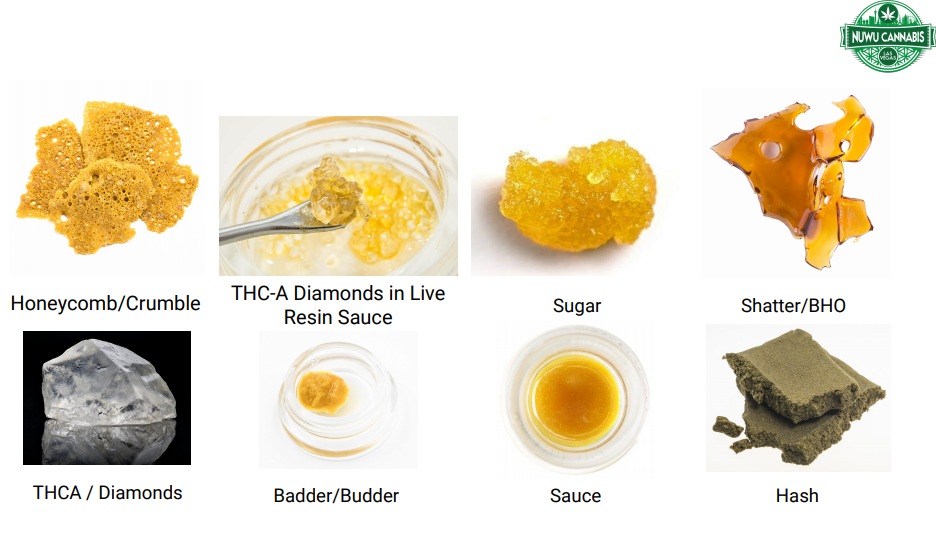 NUWU CANNABIS
LAS
VEGAS
Honeycomb/Crumble
THC-A Diamonds in Live
Resin Sauce
Sugar
Shatter/BHO
THCA / Diamonds
Badder/Budder
Sauce
Hash